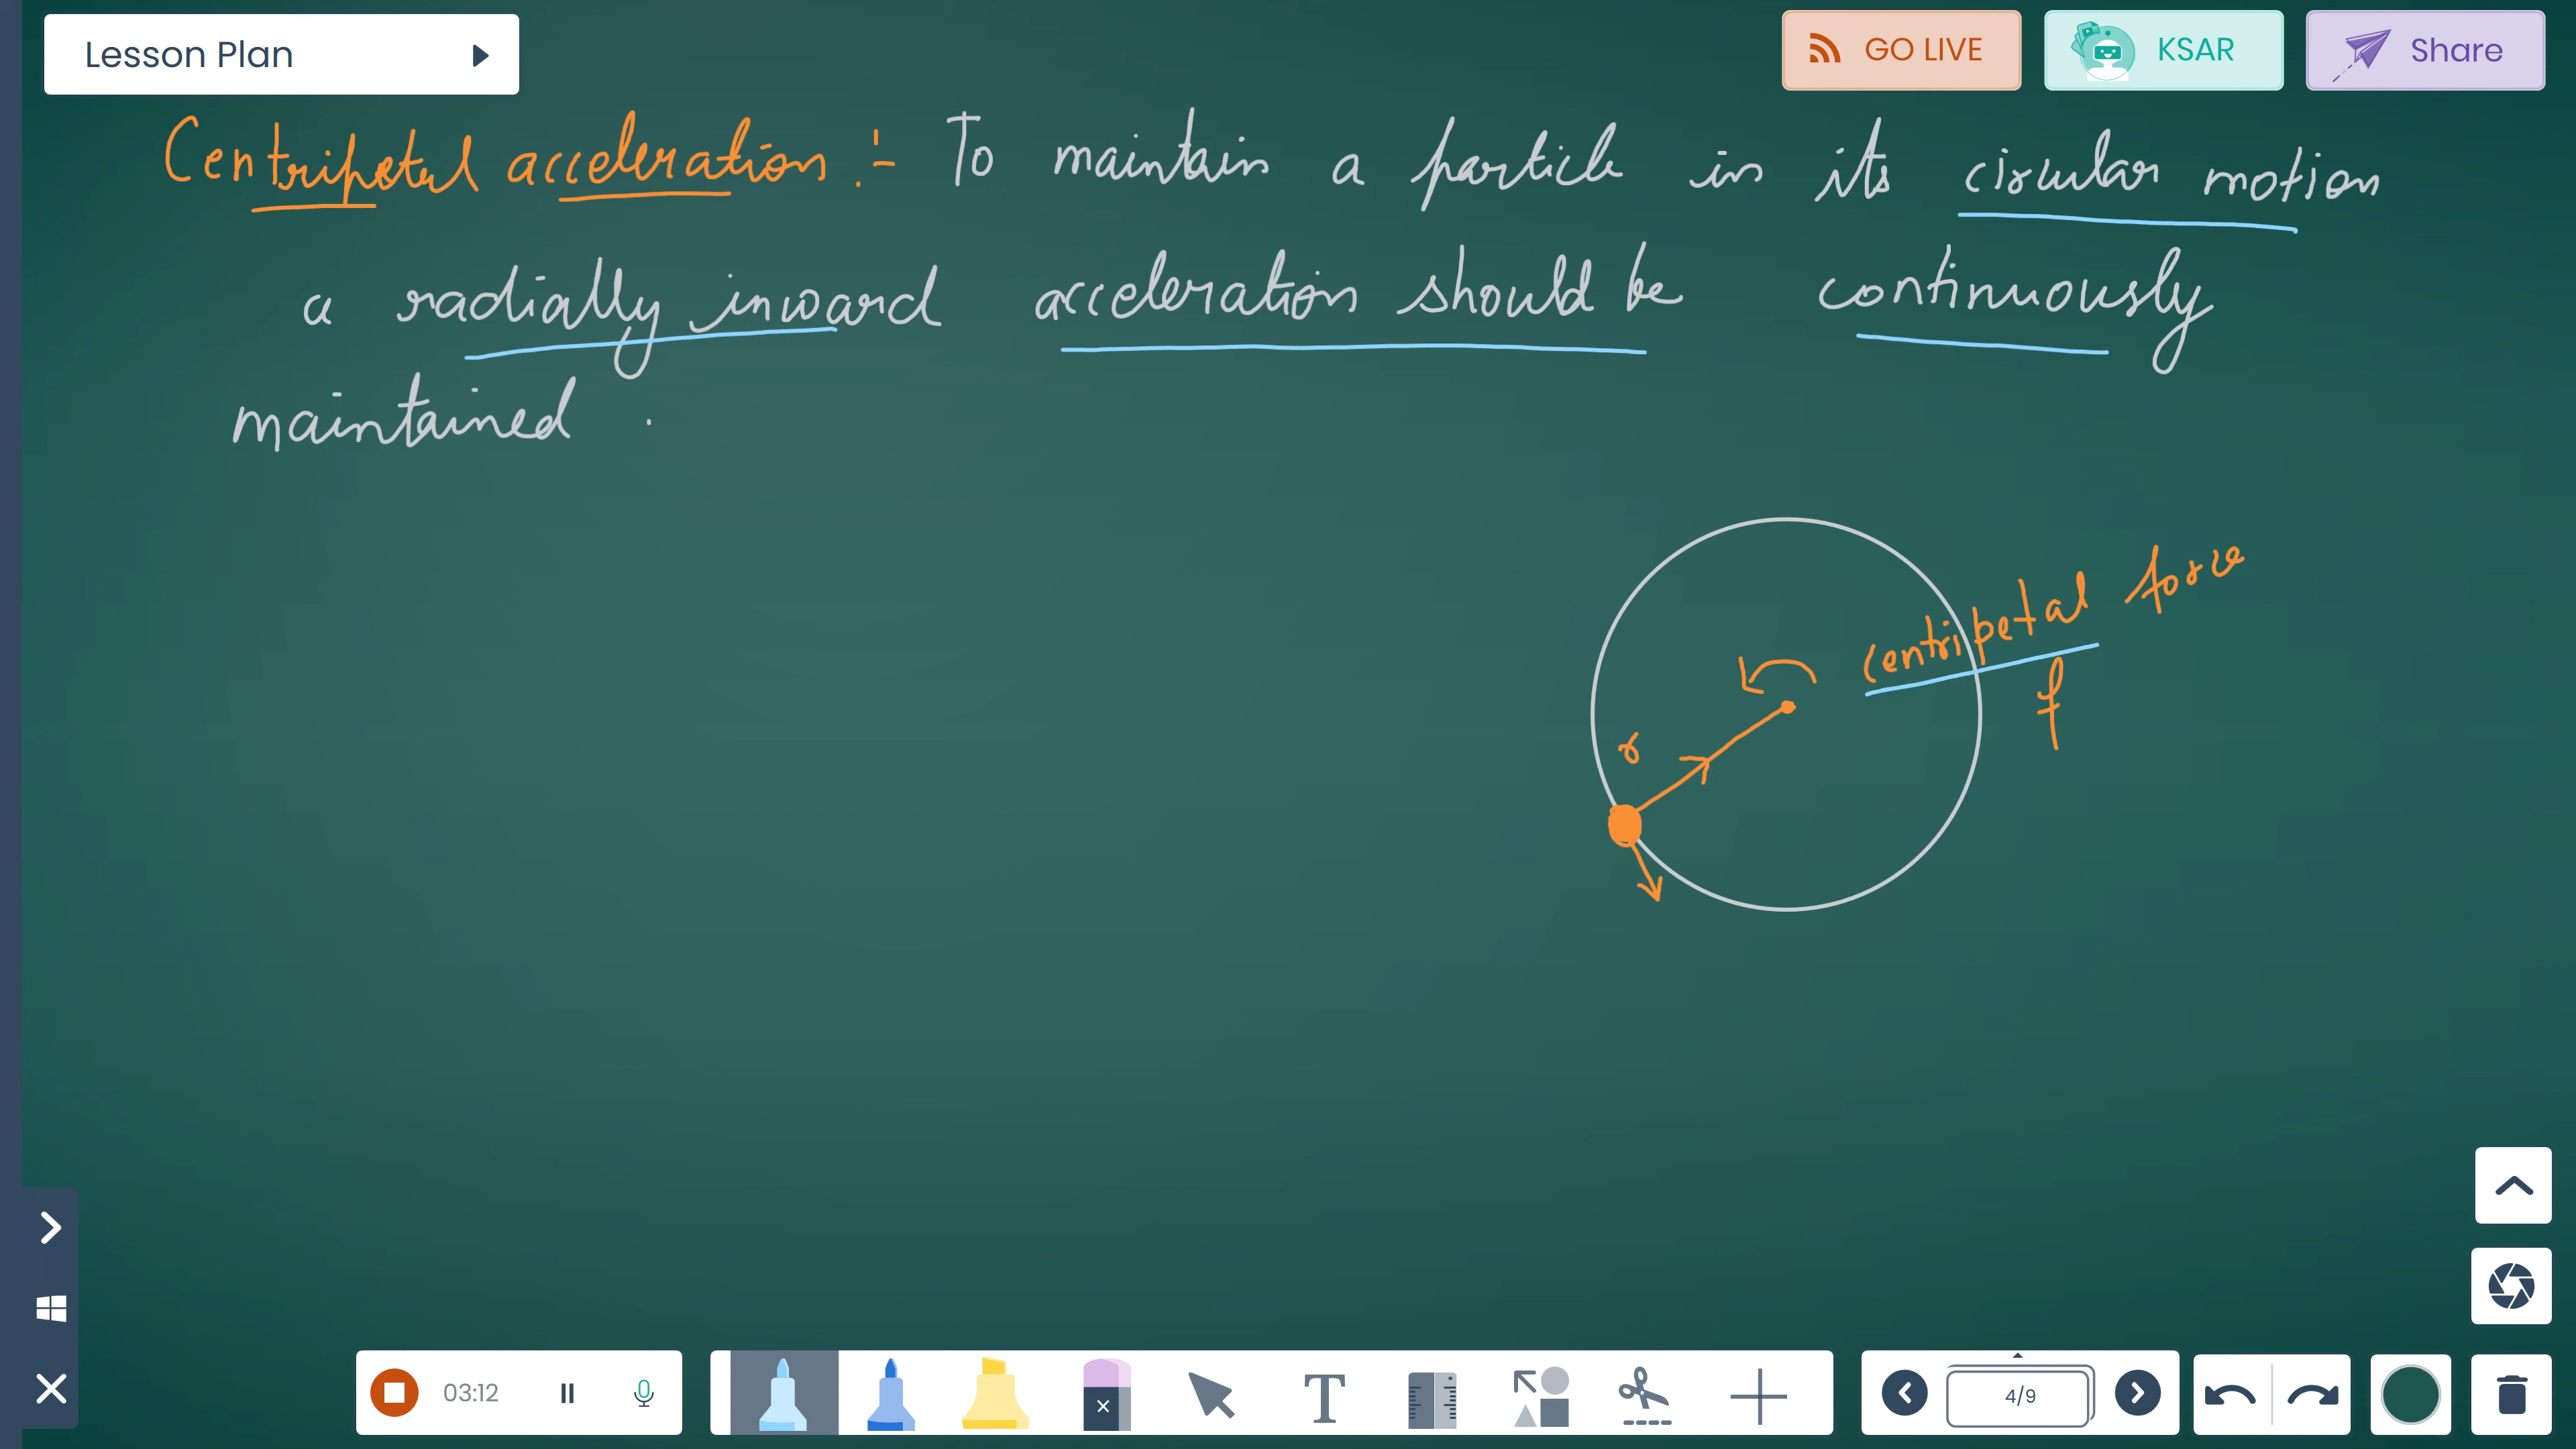 Lesson Plan
GO LIVE
KSAR
Share
Centripetal acceleration :- To maintain a particle in its circular motion
a radially inward acceleration should be continuously
maintained .
centripetal force
f
r
03:12
T
4/9